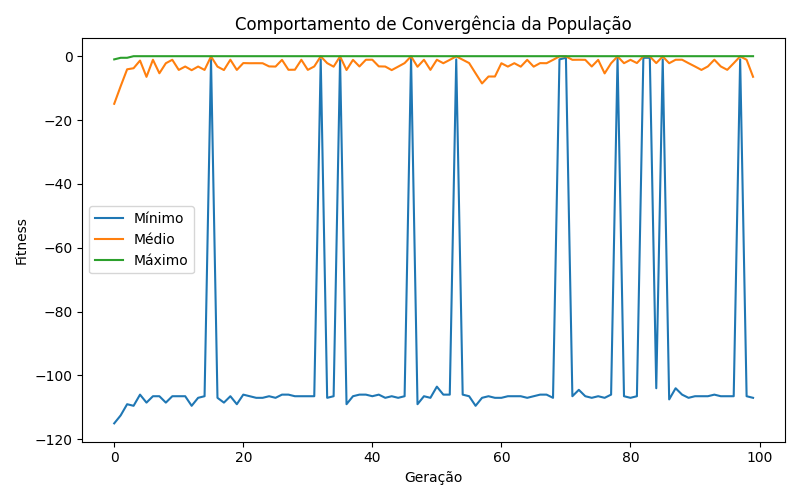 Comportamento de Convergência da População
Fitness
0
−20
−40
−60
−80
−100
−120
Mínimo
Médio
Máximo
0 20 40 60 80 100
Geração